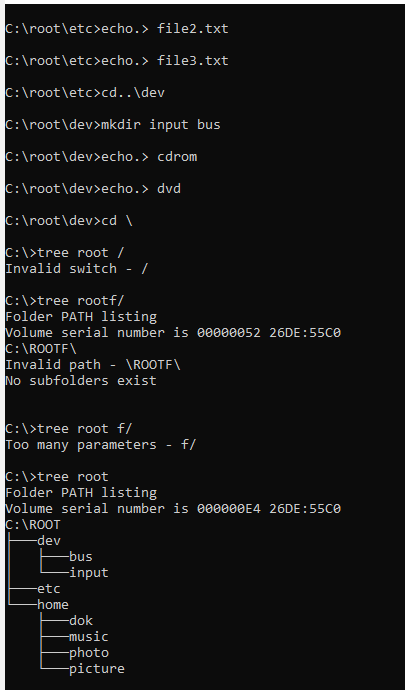 C:\root\etc>echo.> file2.txt
C:\root\etc>echo.> file3.txt
C:\root\etc>cd..\dev
C:\root\dev>mkdir input bus
C:\root\dev>echo.> cdrom
C:\root\dev>echo.> dvd
C:\root\dev>cd \
C:\>tree root /
Invalid switch - /
C:\>tree rootf/
Folder PATH listing
Volume serial number is 00000052 26DE:55C0
C:\ROOTF\
Invalid path - \ROOTF\
No subfolders exist
C:\>tree root f/
Too many parameters - f/
C:\>tree root
Folder PATH listing
Volume serial number is 000000E4 26DE:55C0
C:\ROOT
├───dev
│   ├───bus
│   └───input
├───etc
└───home
    ├───dok
    ├───music
    ├───photo
    └───picture